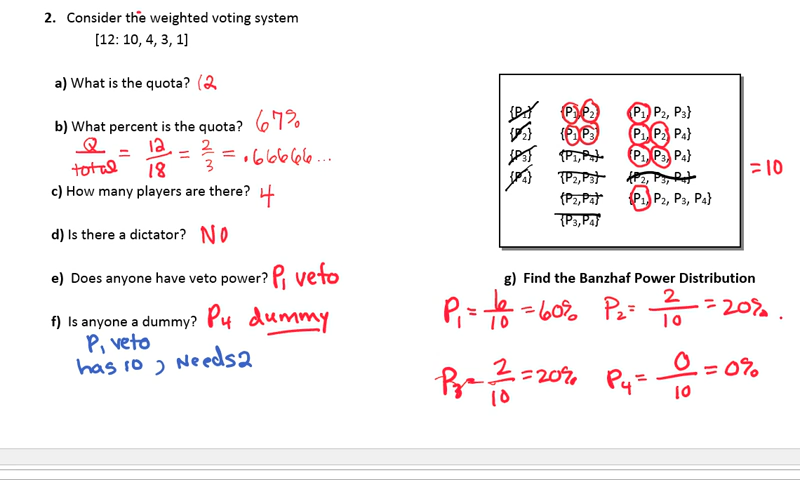 2. Consider the weighted voting system
[12: 10, 4, 3, 1]
a) What is the quota? 12
b) What percent is the quota? 67%
Q/total = 12/18 = 2/3 = .66666...
c) How many players are there? 4
d) Is there a dictator? NO
e) Does anyone have veto power? P₁ veto
f) Is anyone a dummy? P4 dummy
P, veto
has 10, Needs 2
{P₁} {P₁,P₂} {P₁, P₂, P₃}
{P₂} {P₁,P₃} {P₁, P₂, P₄}
{P₃} {P₁,P₄} {P₁, P₃, P₄}
{P₄} {P₂,P₃} {P₂, P₃, P₄}
{P₂,P₄} {P₁, P₂, P₃, P₄}
{P₃,P₄}
= 10
g) Find the Banzhaf Power Distribution
P₁ = 6/10 = 60% P₂ = 2/10 = 20%.
P₃ = 2/10 = 20% P₄ = 0/10 = 0%